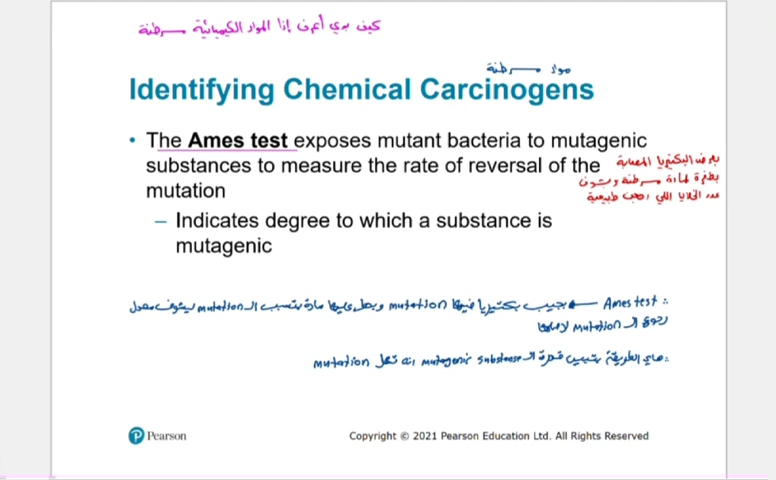 كيف بدي أعرف إذا المواد الكيميائية مسرطنة
مواد مسرطنة
Identifying Chemical Carcinogens
• The Ames test exposes mutant bacteria to mutagenic
substances to measure the rate of reversal of the
mutation
– Indicates degree to which a substance is
mutagenic
بعرض البكتيريا المصابة
بطفرة لمادة مسرطنة وبشوف
عدد الخلايا اللي رجعت طبيعية
Ames test بجيب بكتيريا فيها mutation وبحط عليها مادة بتسبب الـ mutation ليشوف معدل
رجوع الـ mutation لأصلها
هاي الطريقة بتبين قدرة الـ mutagenic substance انه تعمل mutation
P Pearson
Copyright © 2021 Pearson Education Ltd. All Rights Reserved